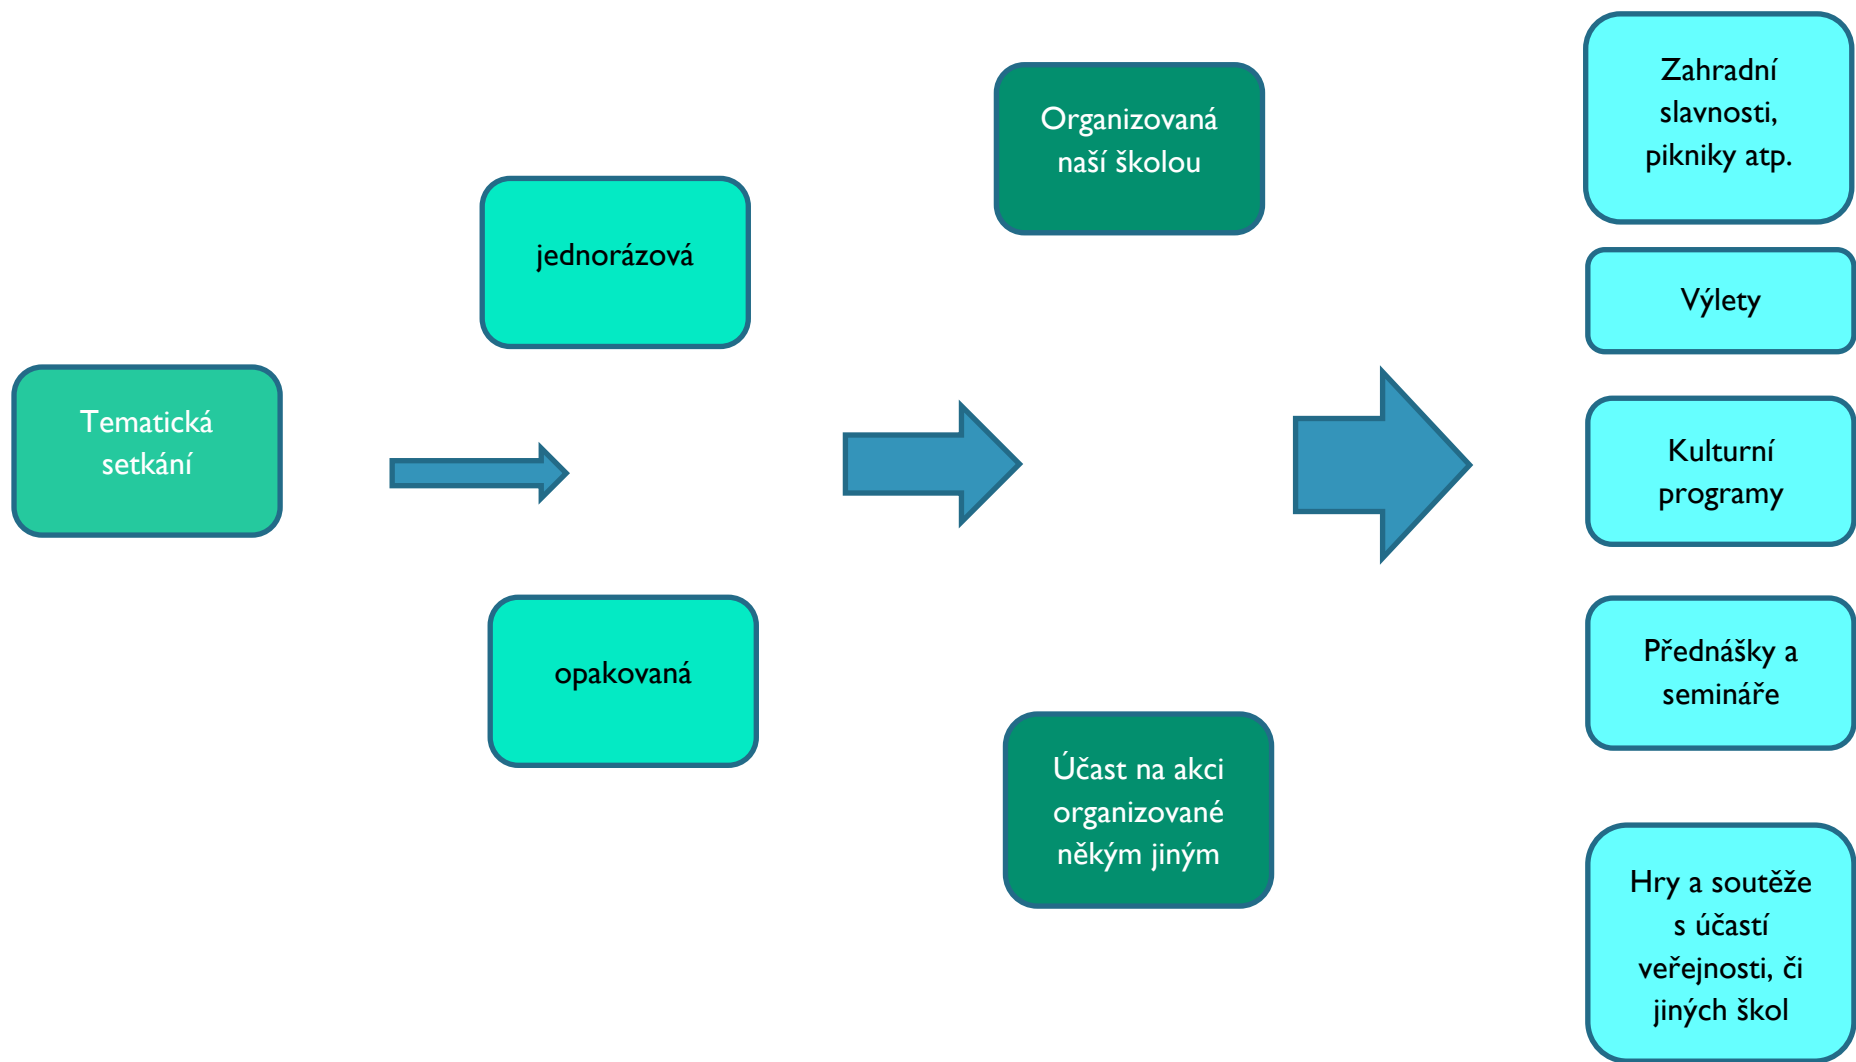 Tematická
setkání
jednorázová
opakovaná
Organizovaná
naší školou
Účast na akci
organizované
někým jiným
Zahradní
slavnosti,
pikniky atp.
Výlety
Kulturní
programy
Přednášky a
semináře
Hry a soutěže
s účastí
veřejnosti, či
jiných škol